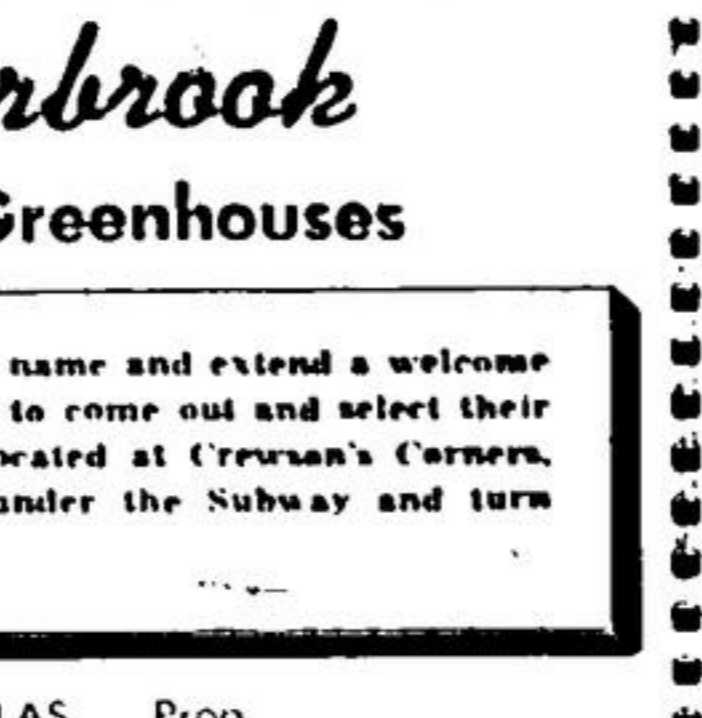 rbrook
Greenhouses
name and extend a welcome
to come out and select their
ocated at Crewson's Corners,
under the Subway and turn
LAS Prop